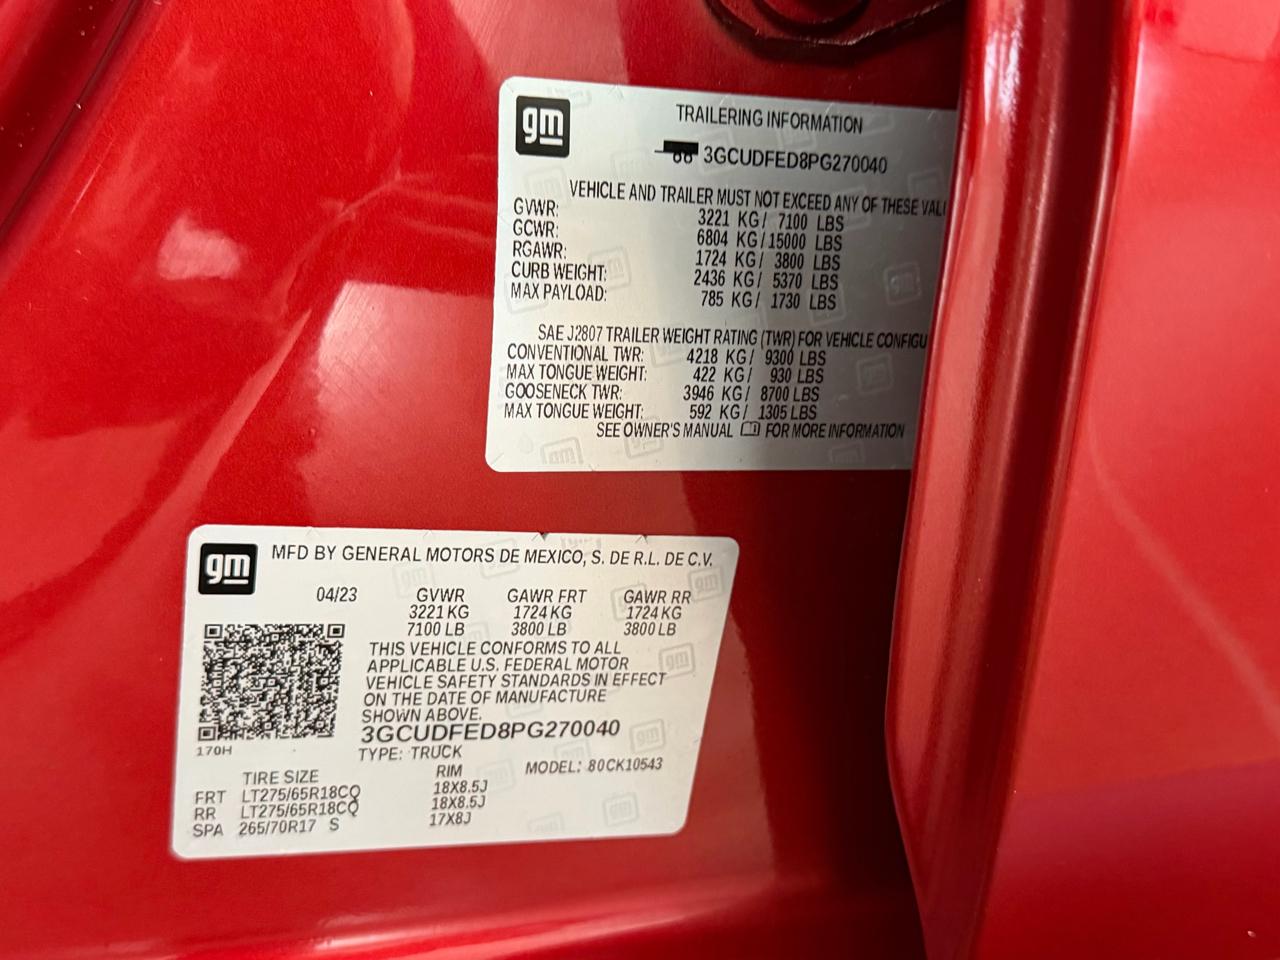 gm
TRAILERING INFORMATION
3GCUDFED8PG270040
VEHICLE AND TRAILER MUST NOT EXCEED ANY OF THESE
GVWR: 3221 KG/ 7100 LBS
GCWR: 6804 KG/15000 LBS
RGAWR: 1724 KG/ 3800 LBS
CURB WEIGHT: 2436 KG/ 5370 LBS
MAX PAYLOAD: 785 KG/ 1730 LBS
SAE J2807 TRAILER WEIGHT RATING (TWR) FOR VEHICLE
CONVENTIONAL TWR: 4218 KG/ 9300 LBS
MAX TONGUE WEIGHT: 422 KG/ 930 LBS
GOOSENECK TWR: 3946 KG/ 8700 LBS
MAX TONGUE WEIGHT: 592 KG/ 1305 LBS
SEE OWNER'S MANUAL FOR MORE INFORMATION
gm
MFD BY GENERAL MOTORS DE MEXICO, S. DE R.L. DE C.V.
04/23 GVWR GAWR FRT GAWR RR
3221 KG 1724 KG 1724 KG
7100 LB 3800 LB 3800 LB
THIS VEHICLE CONFORMS TO ALL
APPLICABLE U.S. FEDERAL MOTOR
VEHICLE SAFETY STANDARDS IN EFFECT
ON THE DATE OF MANUFACTURE
SHOWN ABOVE.
3GCUDFED8PG270040
170H
TYPE: TRUCK
MODEL: 80CK10543
TIRE SIZE RIM
FRT LT275/65R18CQ 18X8.5J
RR LT275/65R18CQ 18X8.5J
SPA 265/70R17 S 17X8J